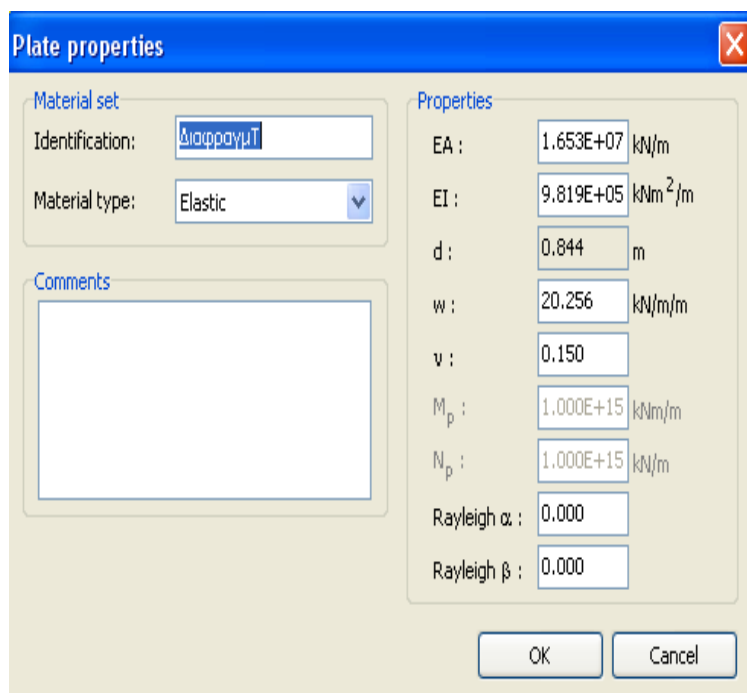 Plate properties
Material set
Identification: ΔιαφραγμΤ
Material type: Elastic
Comments
Properties
EA : 1.653E+07 kN/m
EI : 9.819E+05 kNm²/m
d : 0.844 m
w : 20.256 kN/m/m
ν : 0.150
Mp : 1.000E+15 kNm/m
Np : 1.000E+15 kN/m
Rayleigh α : 0.000
Rayleigh β : 0.000
OK Cancel